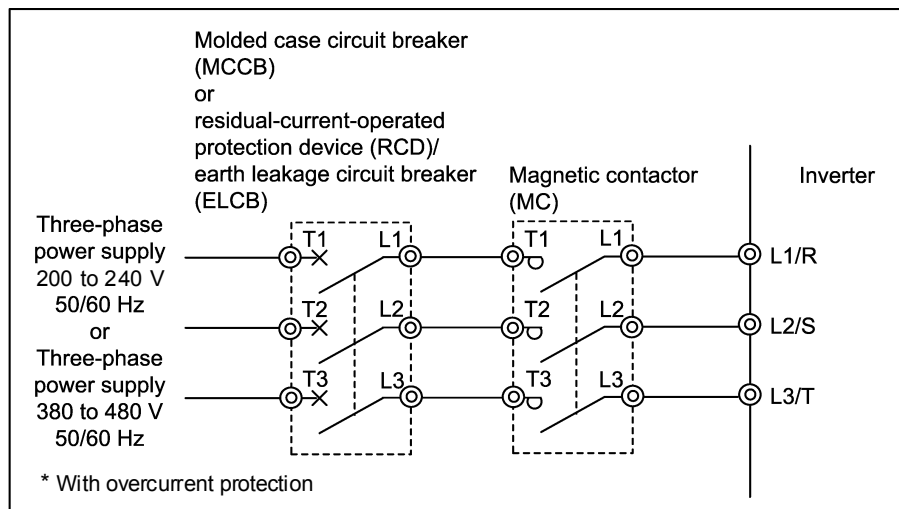 Molded case circuit breaker
(MCCB)
or
residual-current-operated
protection device (RCD)/
earth leakage circuit breaker
(ELCB)
Magnetic contactor
(MC)
Inverter
Three-phase
power supply
200 to 240 V
50/60 Hz
or
Three-phase
power supply
380 to 480 V
50/60 Hz
T1 L1 T1 L1 L1/R
T2 L2 T2 L2 L2/S
T3 L3 T3 L3 L3/T
* With overcurrent protection